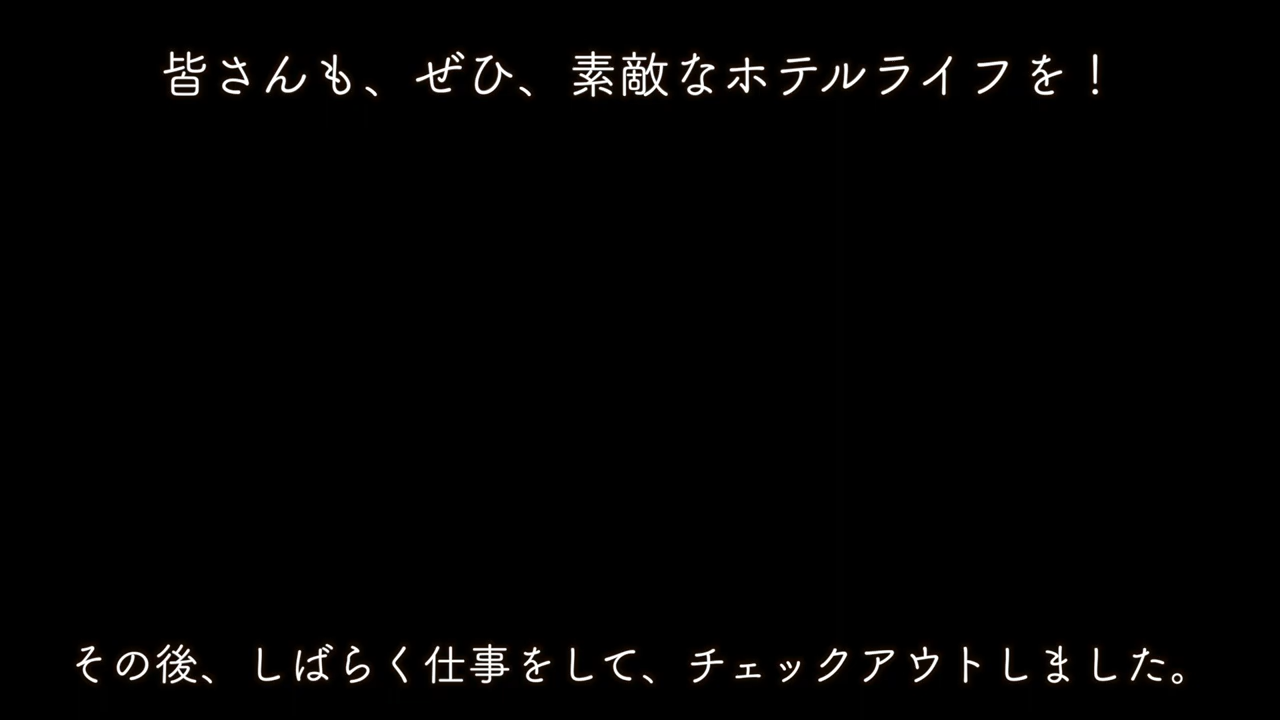 皆さんも、ぜひ、素敵なホテルライフを！
その後、しばらく仕事をして、チェックアウトしました。